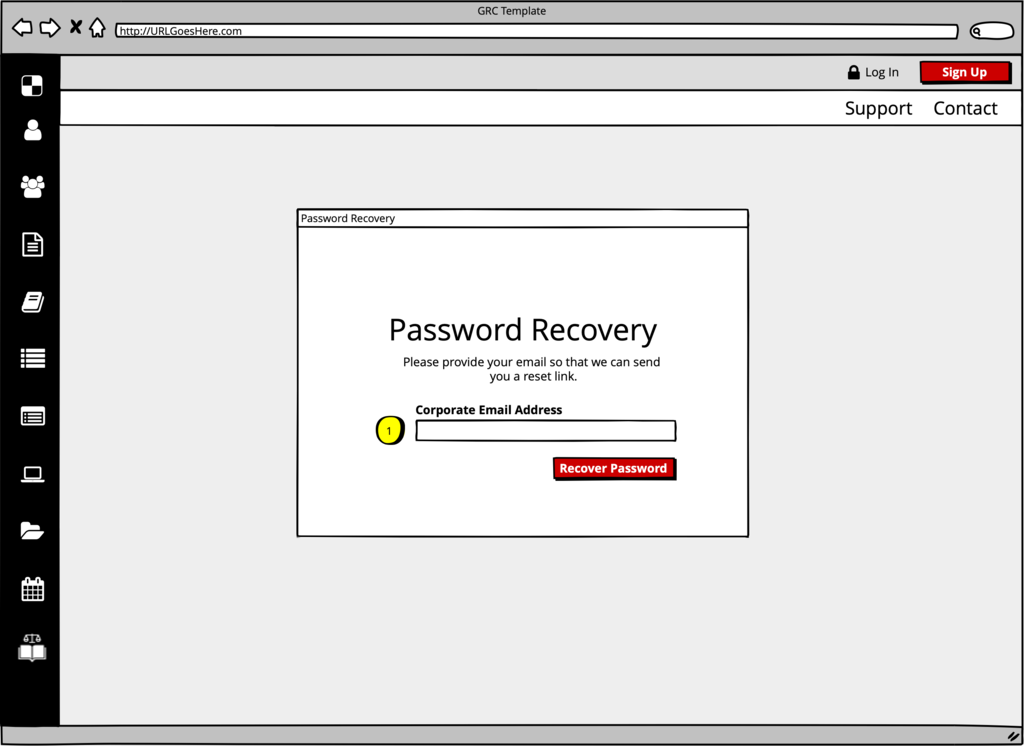 GRC Template
http://URLGoesHere.com
Log In
Sign Up
Support Contact
Password Recovery
Password Recovery
Please provide your email so that we can send
you a reset link.
Corporate Email Address
1
Recover Password